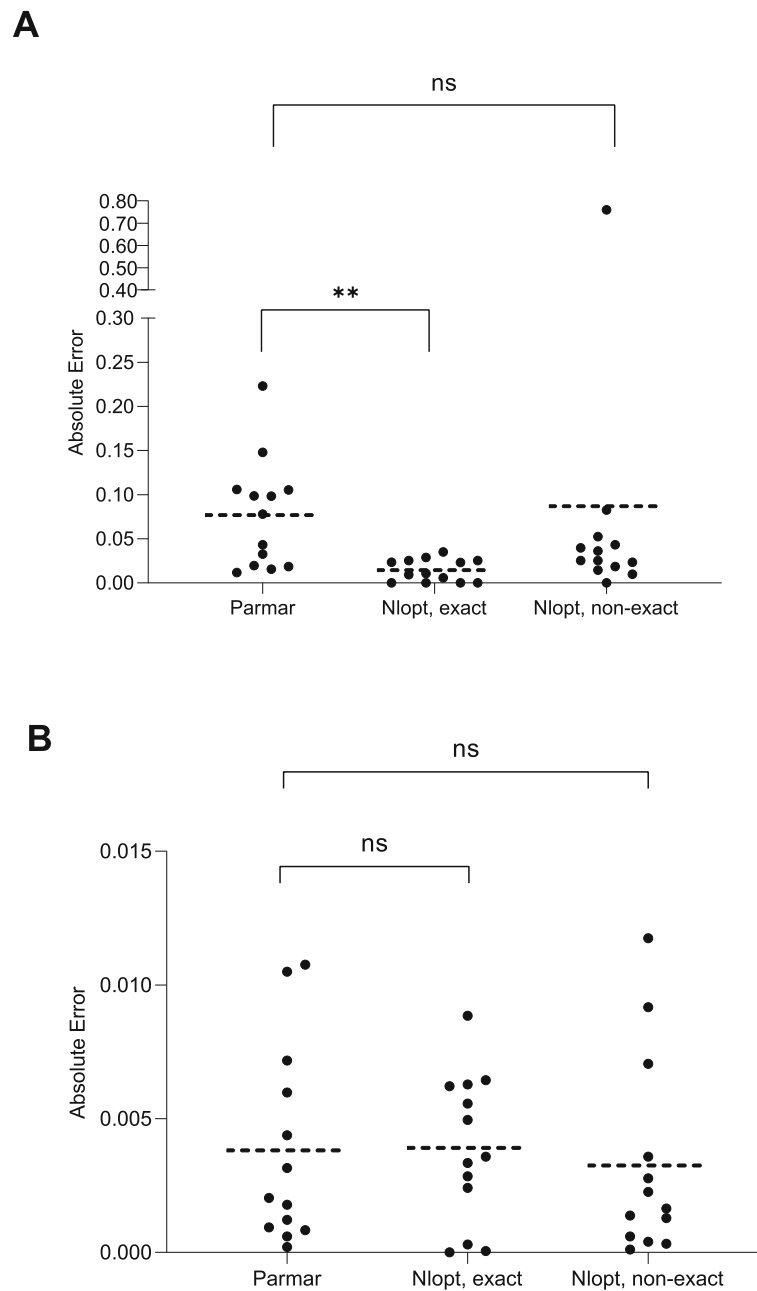 A
ns
0.80
0.70
0.60
0.50
0.40
**
0.30
0.25
0.20
0.15
0.10
0.05
0.00
Absolute Error
Parmar Nlopt, exact Nlopt, non-exact
B
ns
ns
0.015
0.010
0.005
0.000
Absolute Error
Parmar Nlopt, exact Nlopt, non-exact